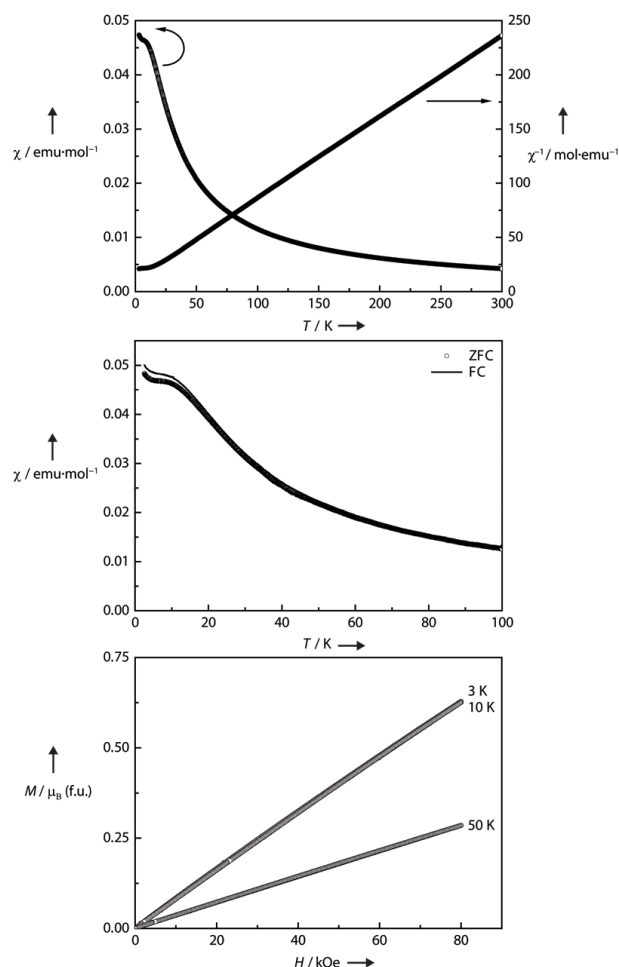 0.05
0.04
0.03
0.02
0.01
0.00
χ / emu·mol⁻¹
250
200
150
100
50
0
χ⁻¹ / mol·emu⁻¹
0 50 100 150 200 250 300
T / K
0.05
0.04
0.03
0.02
0.01
0.00
χ / emu·mol⁻¹
ZFC
FC
0 20 40 60 80 100
T / K
0.75
0.50
0.25
0.00
M / μB (f.u.)
3 K
10 K
50 K
0 20 40 60 80
H / kOe